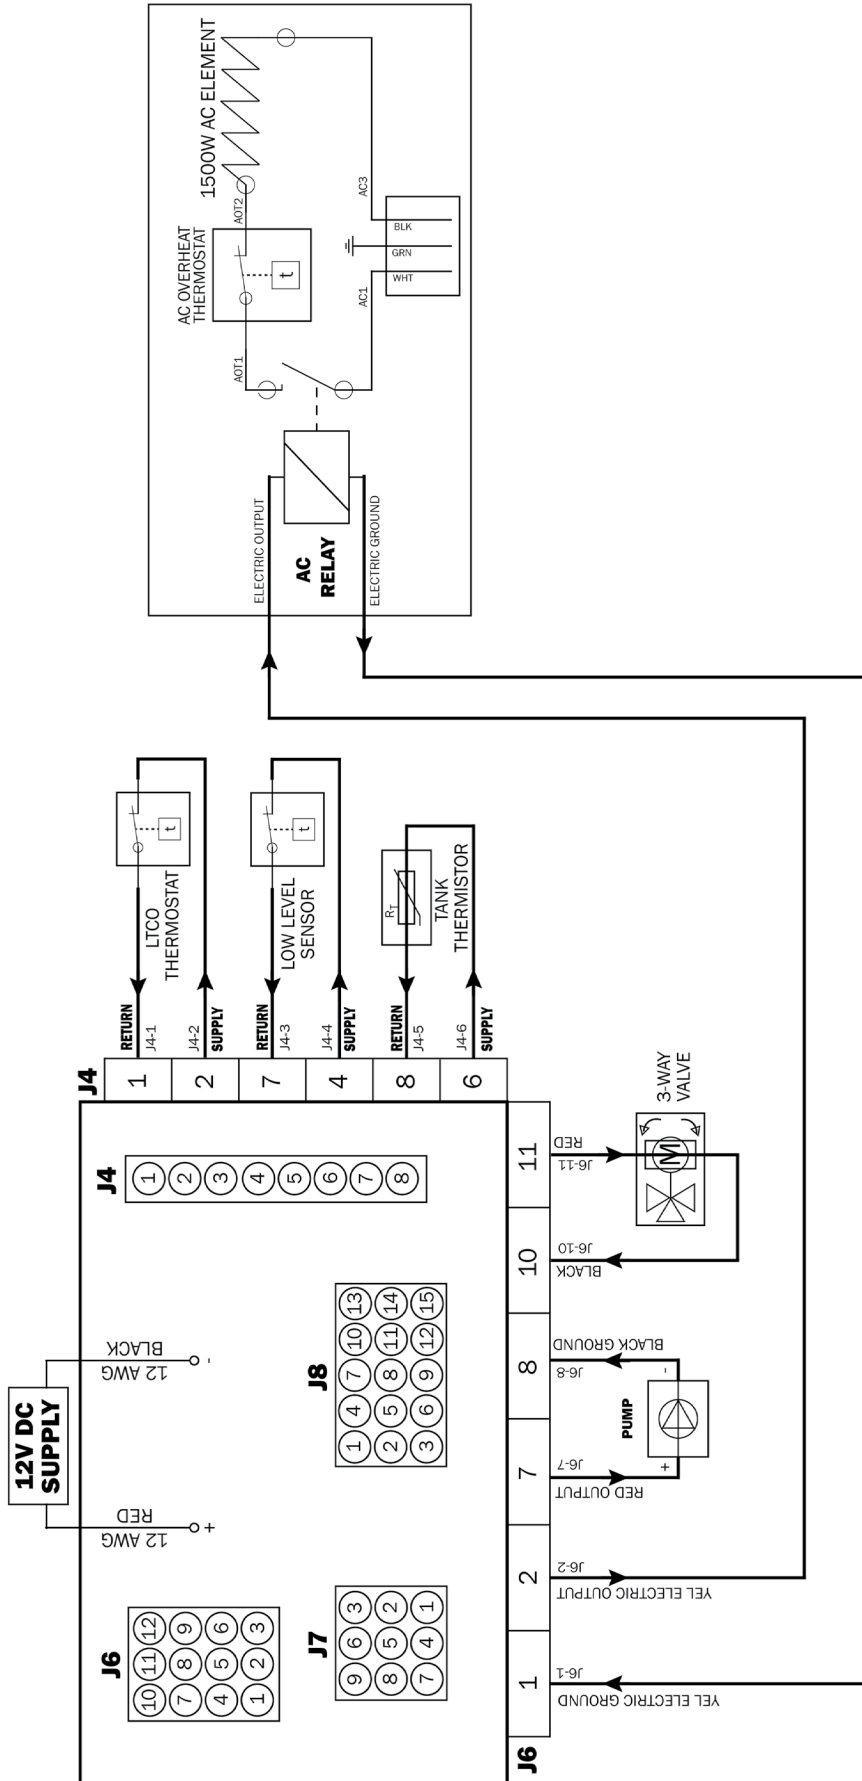 1500W AC ELEMENT
AC OVERHEAT
THERMOSTAT
AOT2
t
AOT1
AC3
BLK
GRN
WHT
AC1
ELECTRIC OUTPUT
AC
RELAY
ELECTRIC GROUND
LTCO
THERMOSTAT
t
LOW LEVEL
SENSOR
t
TANK
THERMISTOR
RT
RETURN
J4-1
J4-2
SUPPLY
RETURN
J4-3
J4-4
SUPPLY
RETURN
J4-5
J4-6
SUPPLY
J4
1
2
7
4
8
6
J4
1
2
3
4
5
6
7
8
12V DC
SUPPLY
BLACK
12 AWG
-
RED
12 AWG
+
J8
13 14 15
10 11 12
7 8 9
4 5 6
1 2 3
J6
12 9 6 3
11 8 5 2
10 7 4 1
J7
3 2 1
6 5 4
9 8 7
11
10
8
7
2
1
J6
RED
J6-11
3-WAY
VALVE
M
J6-10
BLACK
BLACK GROUND
J6-8
-
PUMP
+
J6-7
RED OUTPUT
J6-2
YEL ELECTRIC OUTPUT
J6-1
YEL ELECTRIC GROUND